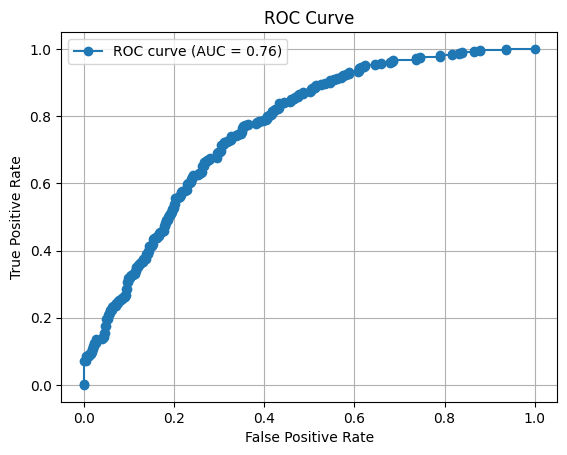 ROC Curve
ROC curve (AUC = 0.76)
True Positive Rate
1.0
0.8
0.6
0.4
0.2
0.0
0.0 0.2 0.4 0.6 0.8 1.0
False Positive Rate